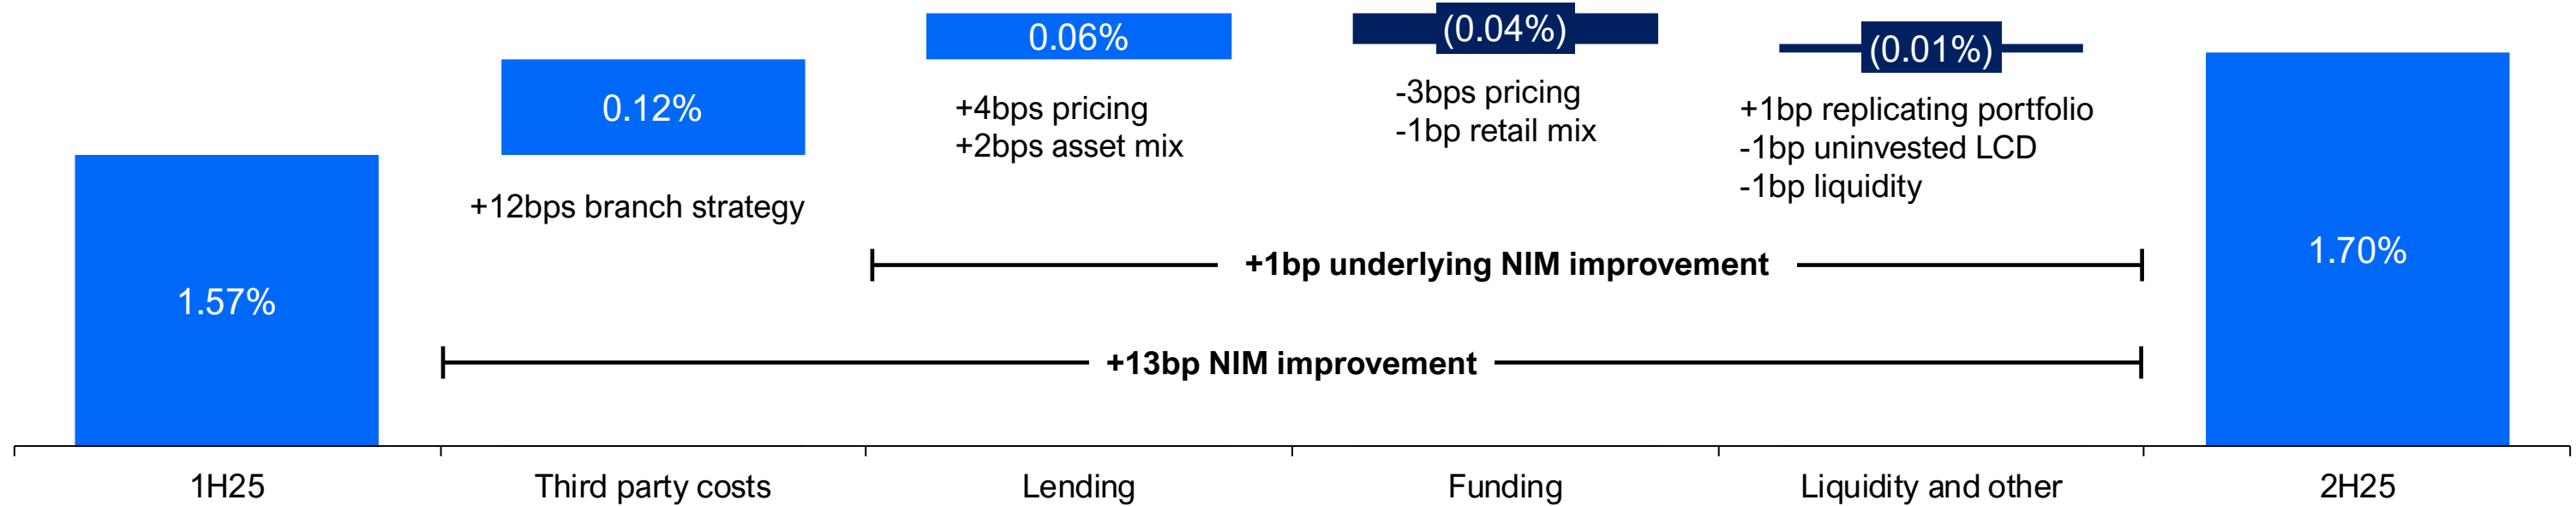 0.06%
(0.04%)
(0.01%)
0.12%
+4bps pricing
+2bps asset mix
-3bps pricing
-1bp retail mix
+1bp replicating portfolio
-1bp uninvested LCD
-1bp liquidity
+12bps branch strategy
+1bp underlying NIM improvement
1.57%
1.70%
+13bp NIM improvement
1H25
Third party costs
Lending
Funding
Liquidity and other
2H25